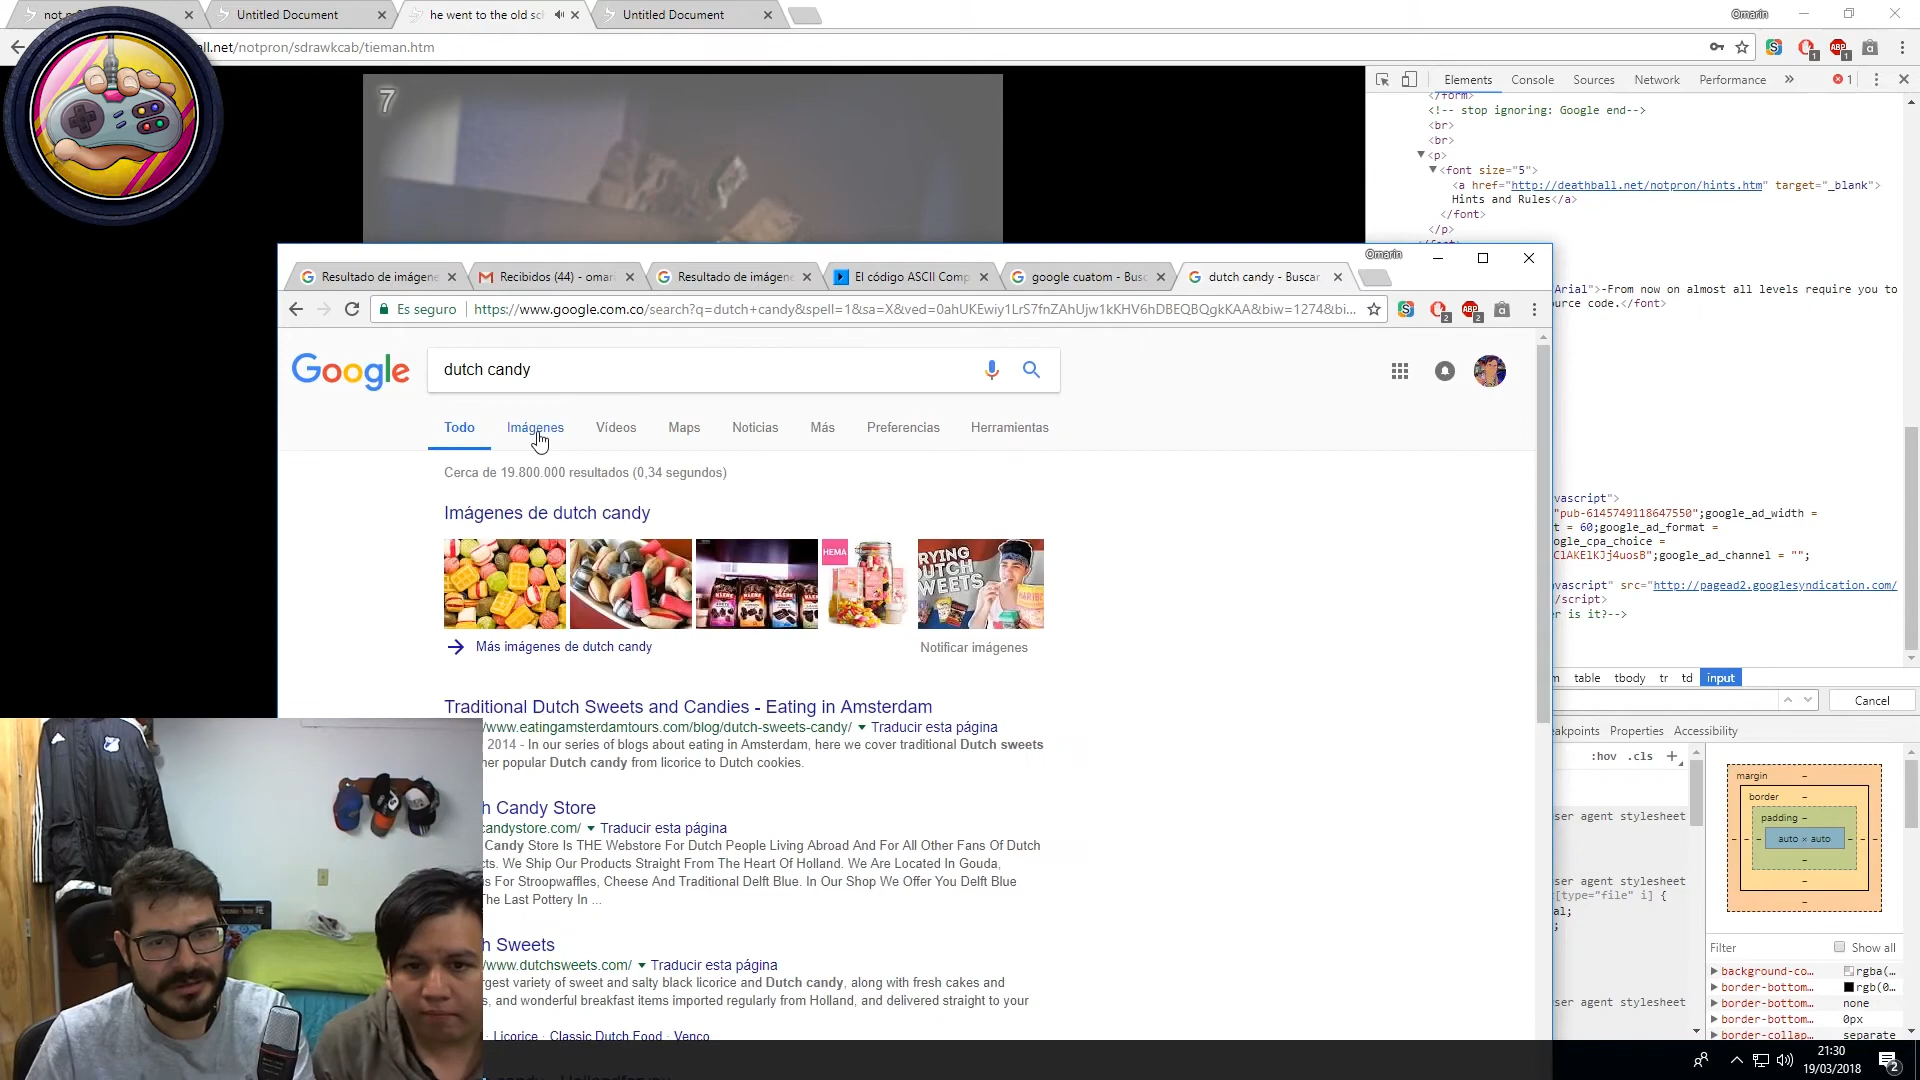 Untitled Document
he went to the old sch
Untitled Document
Omarin
ll.net/notpron/sdrawkcab/tieman.htm
7
Elements Console Sources Network Performance
1
</form>
<!-- stop ignoring: Google end-->
<br>
<br>
<p>
<font size="5">
<a href="http://deathball.net/notpron/hints.htm" target="_blank">
Hints and Rules</a>
</font>
</p>
Omarin
Resultado de imágene
Recibidos (44) - omari
Resultado de imágene
El código ASCII Comp
google cuatom - Busc
dutch candy - Buscar
Arial">-From now on almost all levels require you to
urce code.</font>
Es seguro
https://www.google.com.co/search?q=dutch+candy&spell=1&sa=X&ved=0ahUKEwiy1LrS7fnZAhUjw1kKHV6hDBEQBQgkKAA&biw=1274&bi...
Google
dutch candy
Todo Imágenes Vídeos Maps Noticias Más Preferencias Herramientas
Cerca de 19.800.000 resultados (0,34 segundos)
Imágenes de dutch candy
HEMA
RYING
DUTCH
SWEETS
Más imágenes de dutch candy
Notificar imágenes
Traditional Dutch Sweets and Candies - Eating in Amsterdam
/www.eatingamsterdamtours.com/blog/dutch-sweets-candy/ Traducir esta página
2014 - In our series of blogs about eating in Amsterdam, here we cover traditional Dutch sweets
her popular Dutch candy from licorice to Dutch cookies.
h Candy Store
candystore.com/ Traducir esta página
Candy Store Is THE Webstore For Dutch People Living Abroad And For All Other Fans Of Dutch
cts. We Ship Our Products Straight From The Heart Of Holland. We Are Located In Gouda,
s For Stroopwaffles, Cheese And Traditional Delft Blue. In Our Shop We Offer You Delft Blue
The Last Pottery In ...
h Sweets
/www.dutchsweets.com/ Traducir esta página
rgest variety of sweet and salty black licorice and Dutch candy, along with fresh cakes and
s, and wonderful breakfast items imported regularly from Holland, and delivered straight to your
Licorice · Classic Dutch Food · Venco
vascript">
"pub-6145749118647550";google_ad_width =
t = 60;google_ad_format =
ogle_cpa_choice =
ClAKElKJj4uosB";google_ad_channel = "";
vascript" src="http://pagead2.googlesyndication.com/
/script>
r is it?-->
table tbody tr td input
Cancel
akpoints Properties Accessibility
:hov .cls +
margin
border
padding
auto × auto
ser agent stylesheet
ser agent stylesheet
[type="file" i] {
al;
ser agent stylesheet
Filter
Show all
background-co… rgba(…
border-bottom… rgb(0…
border-bottom… none
border-bottom… 0px
border-collap… separate
21:30
19/03/2018
2